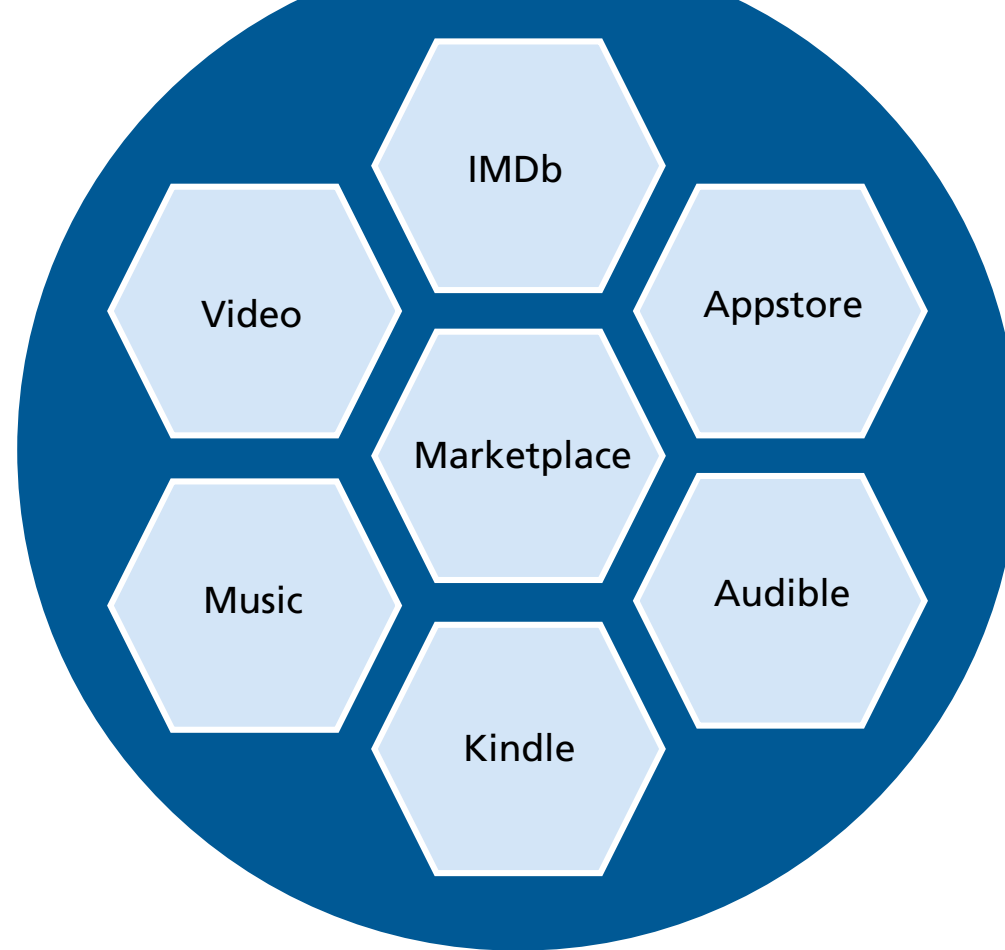 IMDb
Video
Appstore
Marketplace
Music
Audible
Kindle